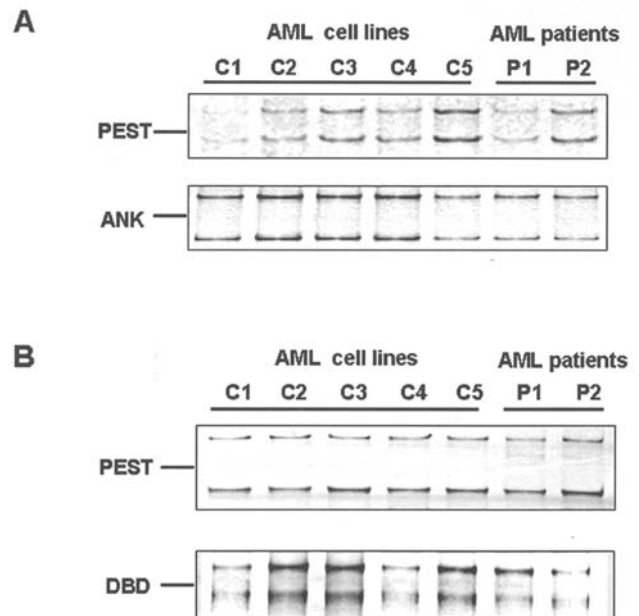 A
AML cell lines AML patients
C1 C2 C3 C4 C5 P1 P2
PEST
ANK
B
AML cell lines AML patients
C1 C2 C3 C4 C5 P1 P2
PEST
DBD